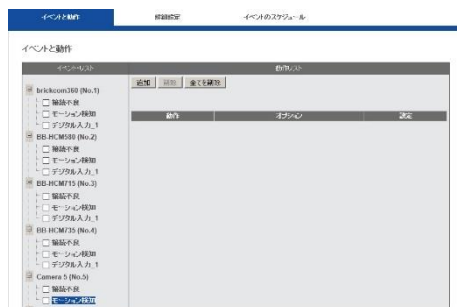 イベントと動作
録画設定
イベントのスケジュール
イベントと動作
イベントリスト
動作リスト
追加 削除 全てを削除
動作 オプション 設定
brickcom360 (No.1)
接続不良
モーション検知
デジタル入力_1
BB-HCM580 (No.2)
接続不良
モーション検知
デジタル入力_1
BB-HCM715 (No.3)
接続不良
モーション検知
デジタル入力_1
BB-HCM735 (No.4)
接続不良
モーション検知
デジタル入力_1
Camera 5 (No.5)
接続不良
モーション検知